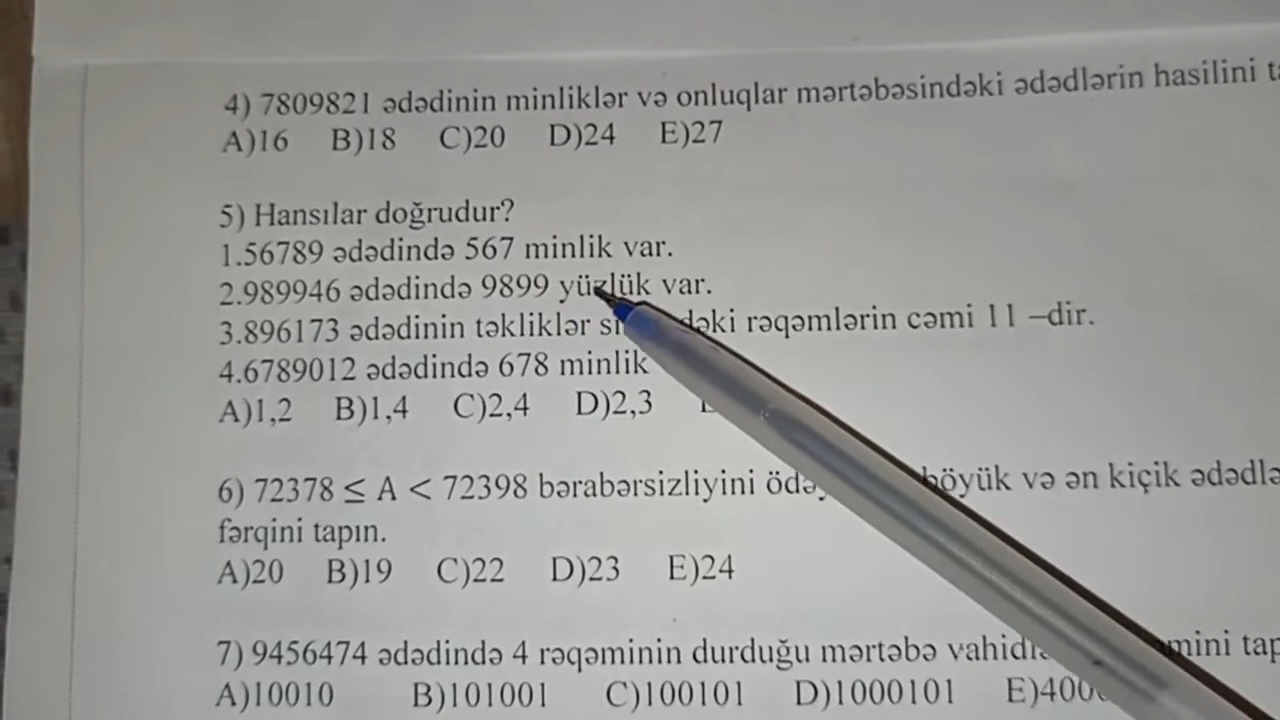 4) 7809821 ədədinin minliklər və onluqlar mərtəbəsindəki ədədlərin hasilini
A)16 B)18 C)20 D)24 E)27
5) Hansılar doğrudur?
1.56789 ədədində 567 minlik var.
2.989946 ədədində 9899 yüzlük var.
3.896173 ədədinin təkliklər rəqəmlərin cəmi 11 –dir.
4.6789012 ədədində 678 minlik
A)1,2 B)1,4 C)2,4 D)2,3
6) 72378 ≤ A < 72398 bərabərsizliyini böyük və ən kiçik
fərqini tapın.
A)20 B)19 C)22 D)23 E)24
7) 9456474 ədədində 4 rəqəminin durduğu mərtəbə
A)10010 B)101001 C)100101 D)1000101